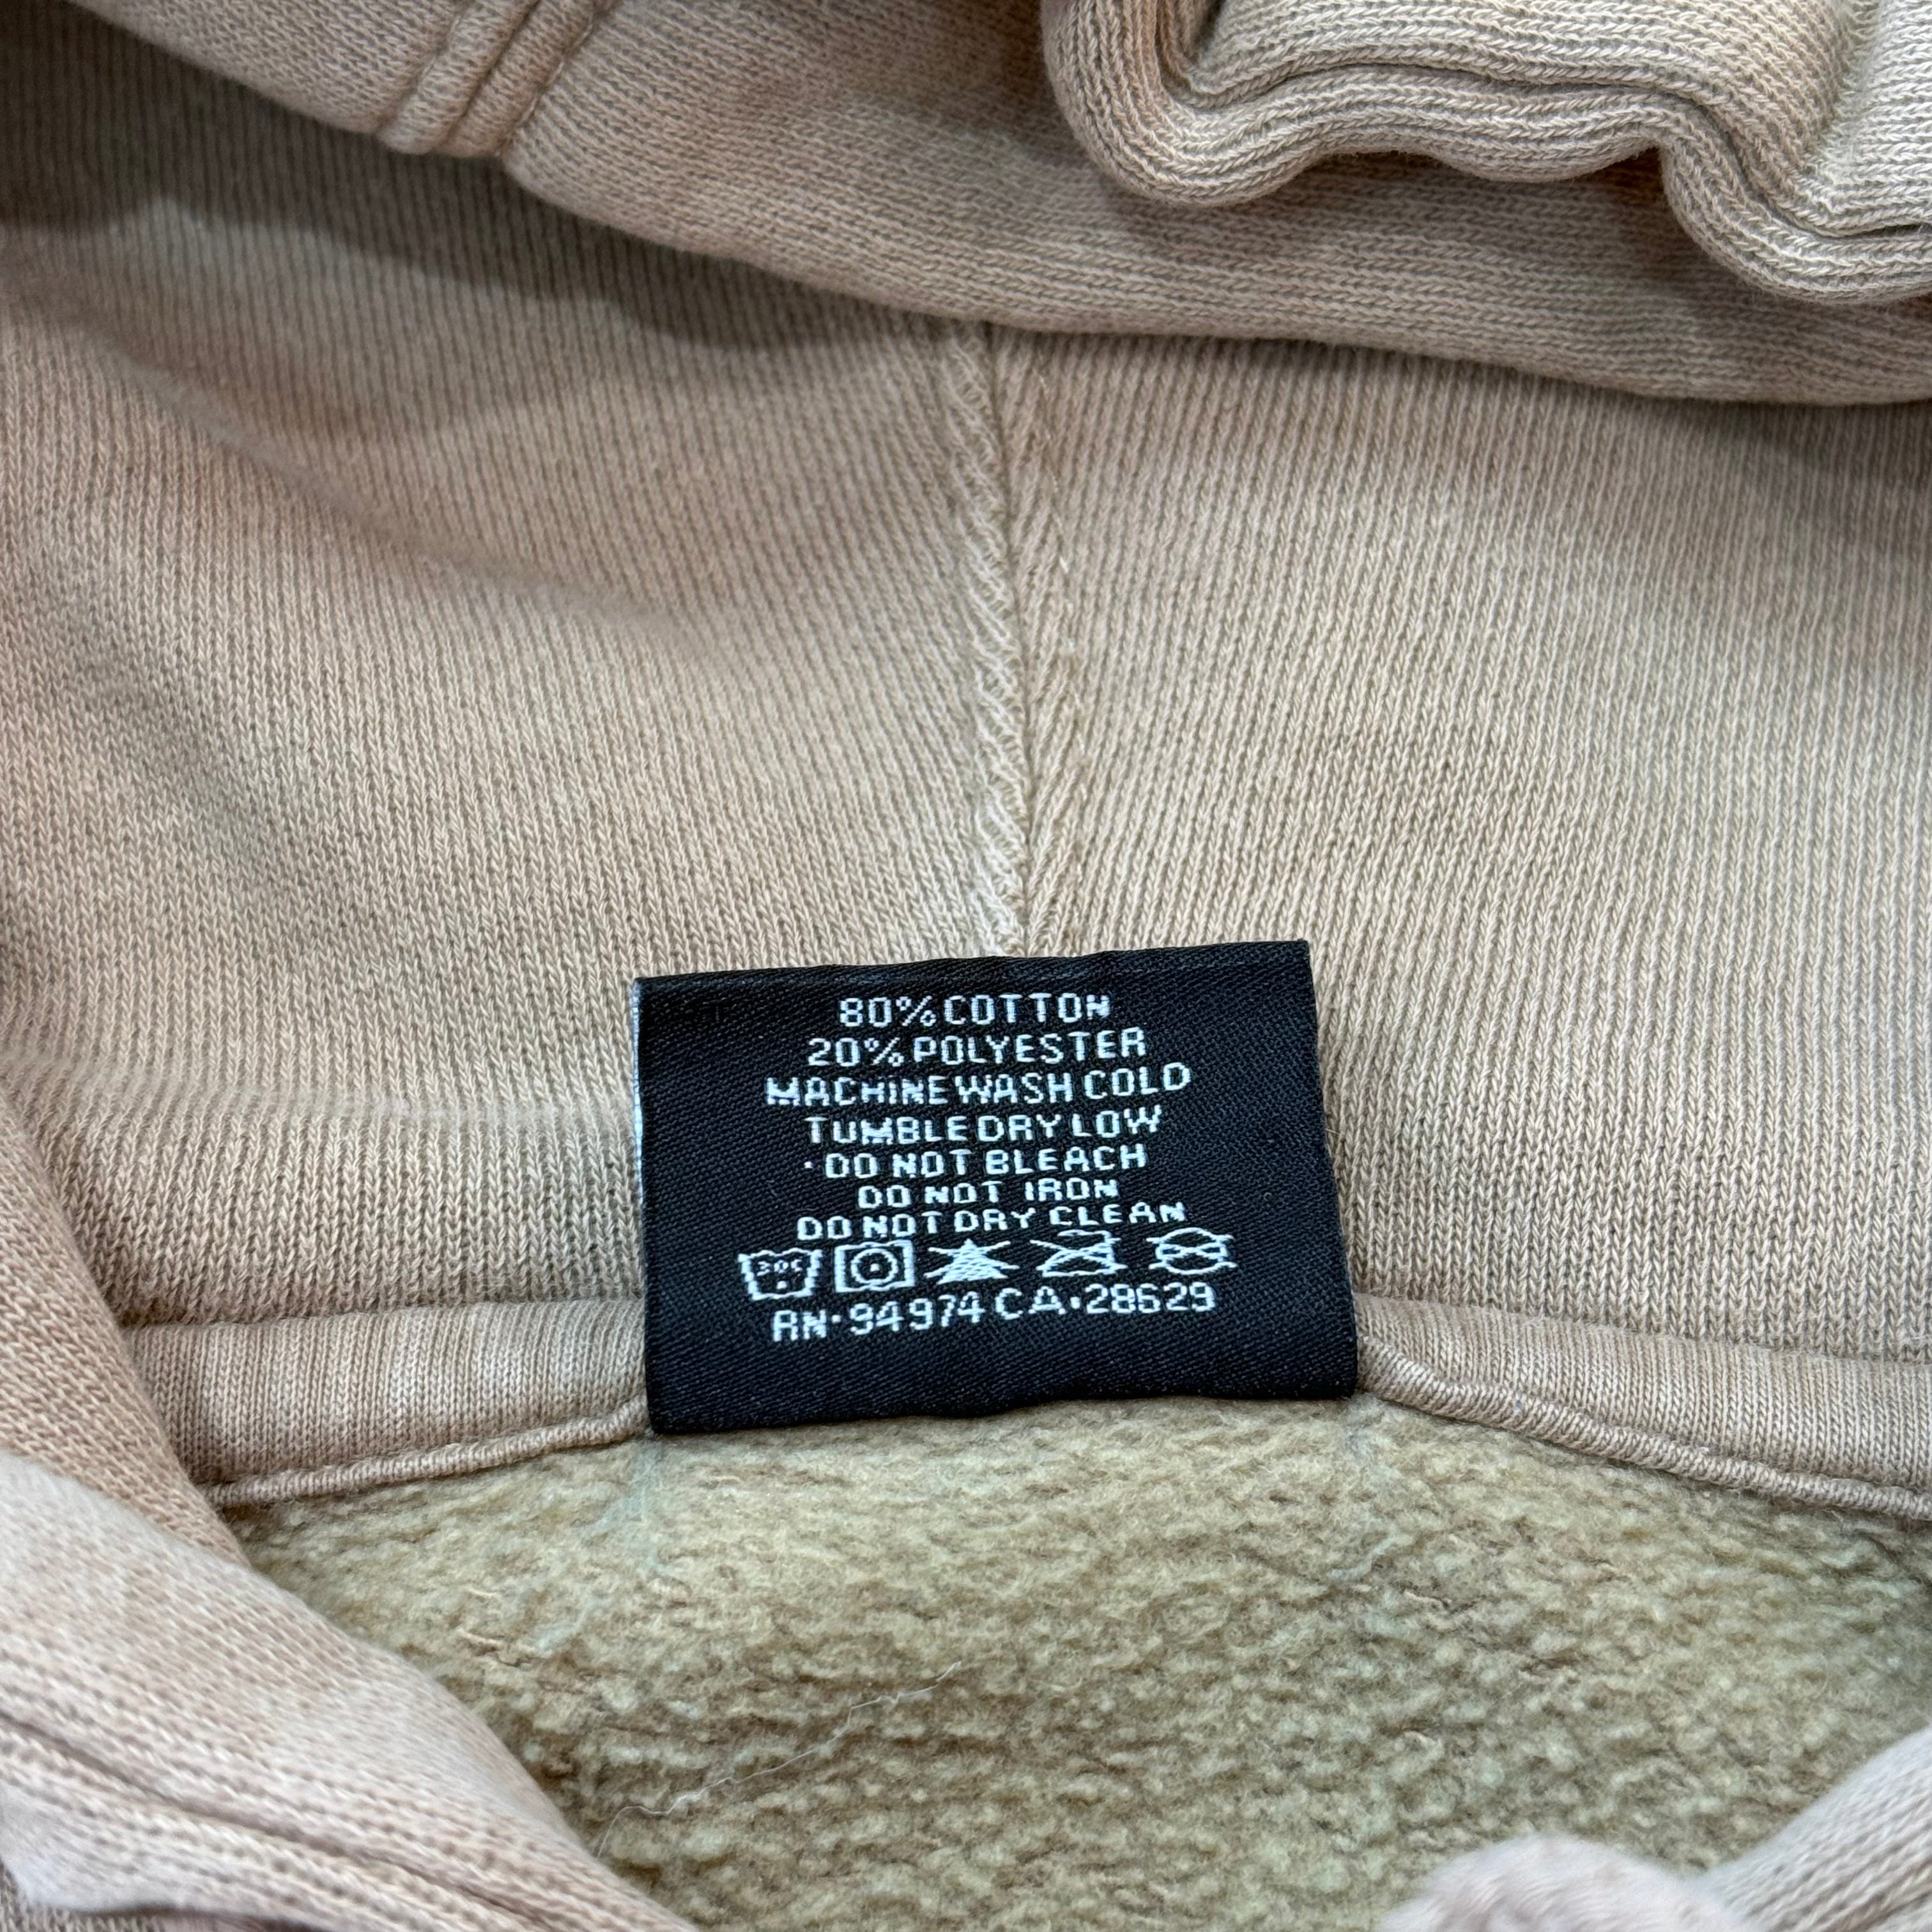 80% COTTON
20% POLYESTER
MACHINE WASH COLD
TUMBLE DRY LOW
·DO NOT BLEACH
DO NOT IRON
DO NOT DRY CLEAN
30C
RN·94974 CA·28629